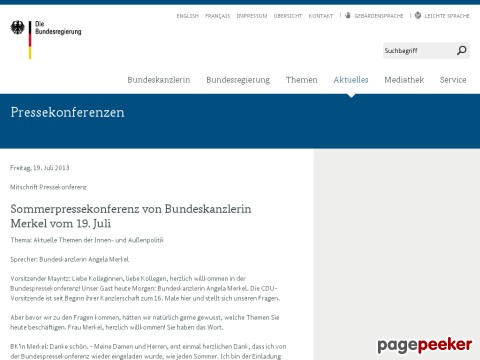 ENGLISH FRANÇAIS IMPRESSUM ÜBERSICHT KONTAKT GEBÄRDENSPRACHE LEICHTE SPRACHE
Die
Bundesregierung
Suchbegriff
Bundeskanzlerin Bundesregierung Themen Aktuelles Mediathek Service
Pressekonferenzen
Freitag, 19. Juli 2013
Mitschrift Pressekonferenz
Sommerpressekonferenz von Bundeskanzlerin
Merkel vom 19. Juli
Thema: Aktuelle Themen der Innen- und Außenpolitik
Sprecher: Bundeskanzlerin Angela Merkel
Vorsitzender Mayntz: Liebe Kolleginnen, liebe Kollegen, herzlich willkommen in der
Bundespressekonferenz! Unser Gast heute Morgen: Bundeskanzlerin Angela Merkel. Die CDU-
Vorsitzende ist seit Beginn ihrer Kanzlerschaft zum 16. Male hier und stellt sich unseren Fragen.
Aber bevor wir zu den Fragen kommen, hätten wir natürlich gerne gewusst, welche Themen Sie
heute beschäftigen. Frau Merkel, herzlich willkommen! Sie haben das Wort.
BK'in Merkel: Danke schön. – Meine Damen und Herren, erst einmal herzlichen Dank, dass ich von
der Bundespressekonferenz wieder eingeladen wurde, wie jeden Sommer. Ich bin der Einladung
pagepeeker